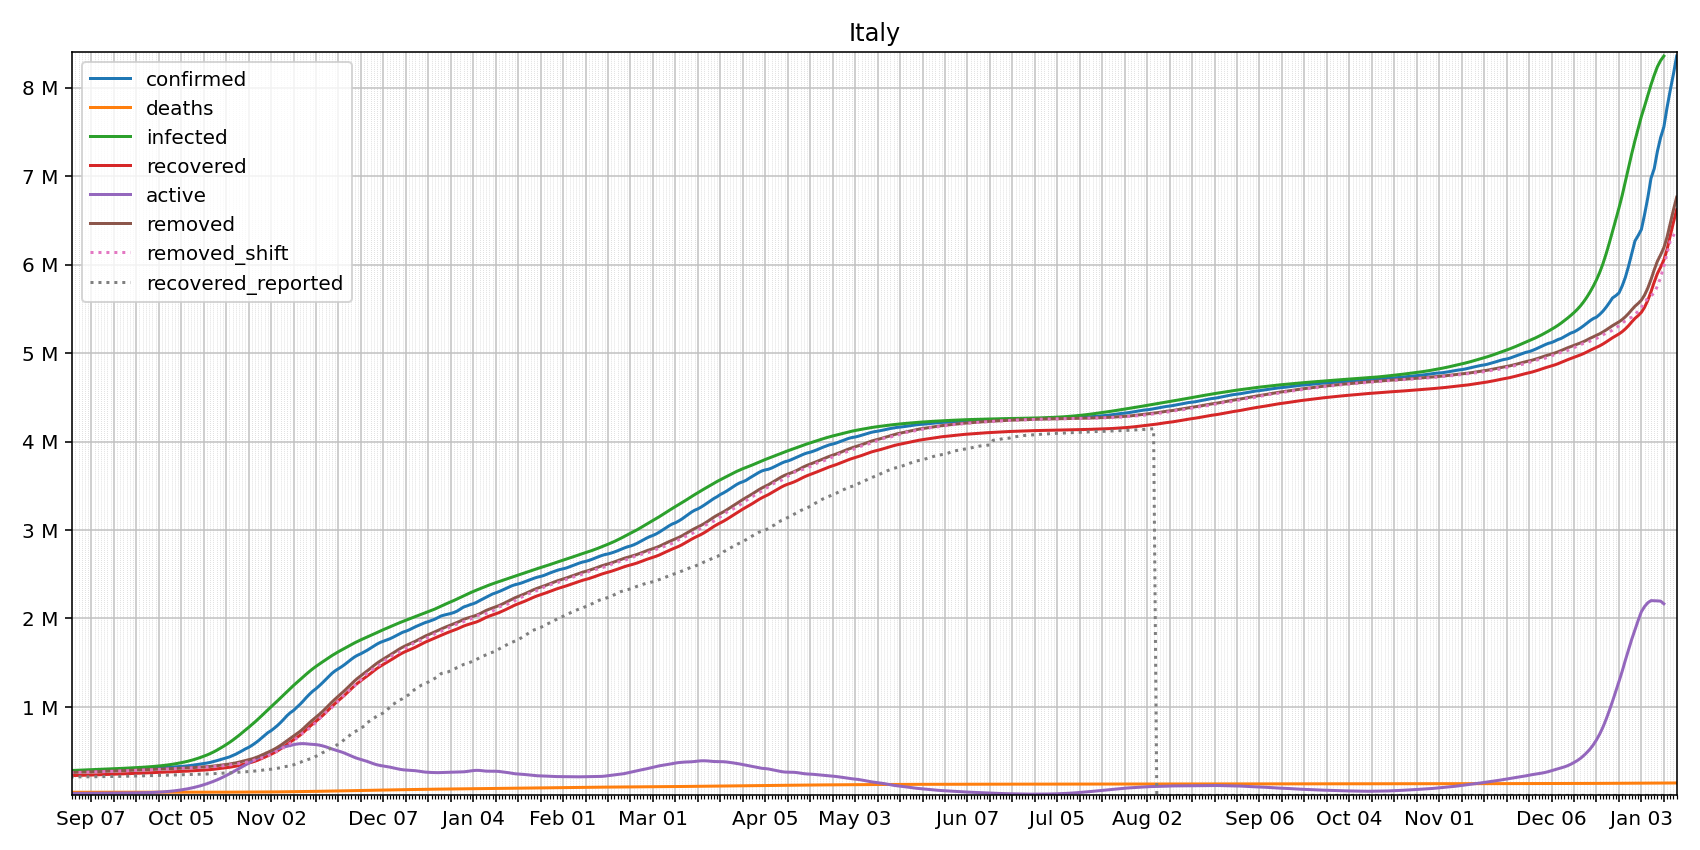 Italy
confirmed
deaths
infected
recovered
active
removed
removed_shift
recovered_reported
8 M
7 M
6 M
5 M
4 M
3 M
2 M
1 M
Sep 07 Oct 05 Nov 02 Dec 07 Jan 04 Feb 01 Mar 01 Apr 05 May 03 Jun 07 Jul 05 Aug 02 Sep 06 Oct 04 Nov 01 Dec 06 Jan 03